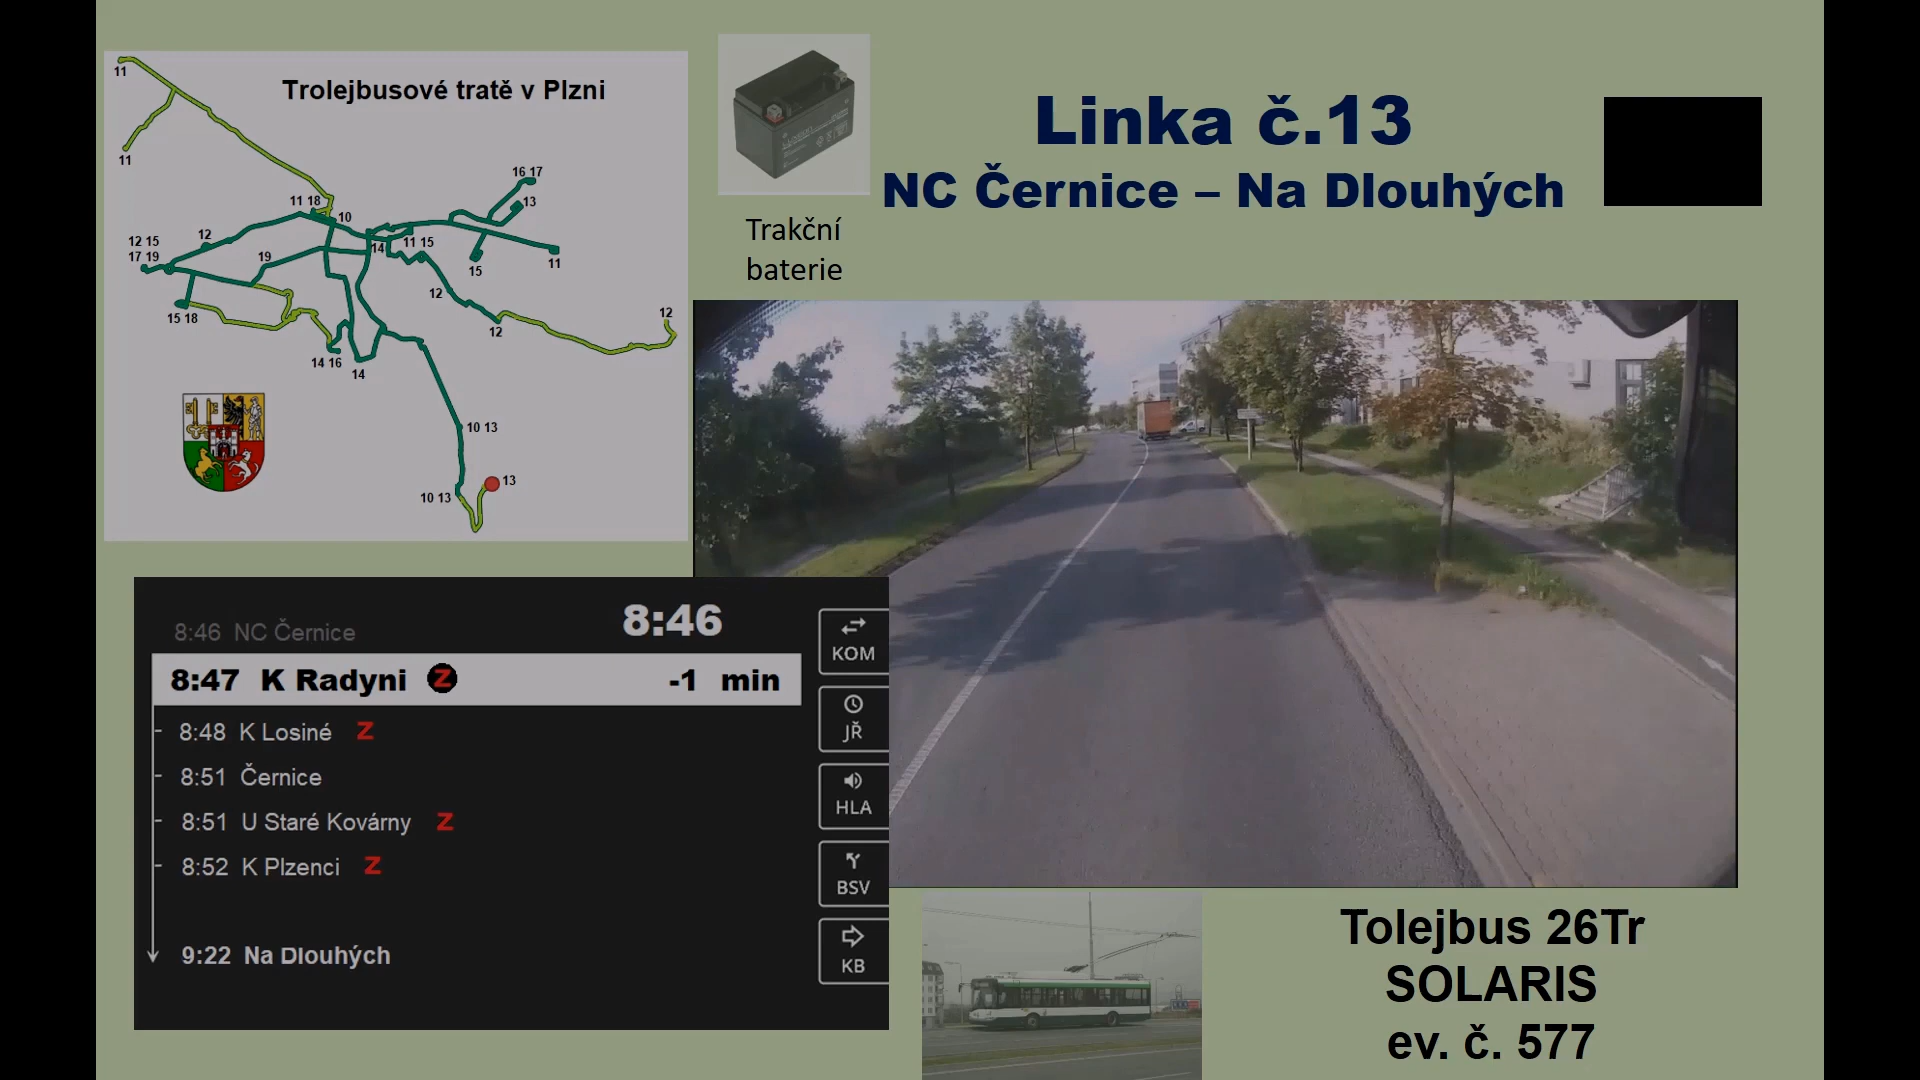 Trolejbusové tratě v Plzni
11
11
16 17
13
11 18
10
12
12 15
17 19
19
14
11 15
15
11
12
12
12
15 18
14 16
14
10 13
10 13
13
Trakční
baterie
Linka č.13
NC Černice – Na Dlouhých
8:46
8:46 NC Černice
8:47 K Radyni Z -1 min
8:48 K Losiné Z
8:51 Černice
8:51 U Staré Kovárny Z
8:52 K Plzenci Z
9:22 Na Dlouhých
KOM
JŘ
HLA
BSV
KB
Tolejbus 26Tr
SOLARIS
ev. č. 577